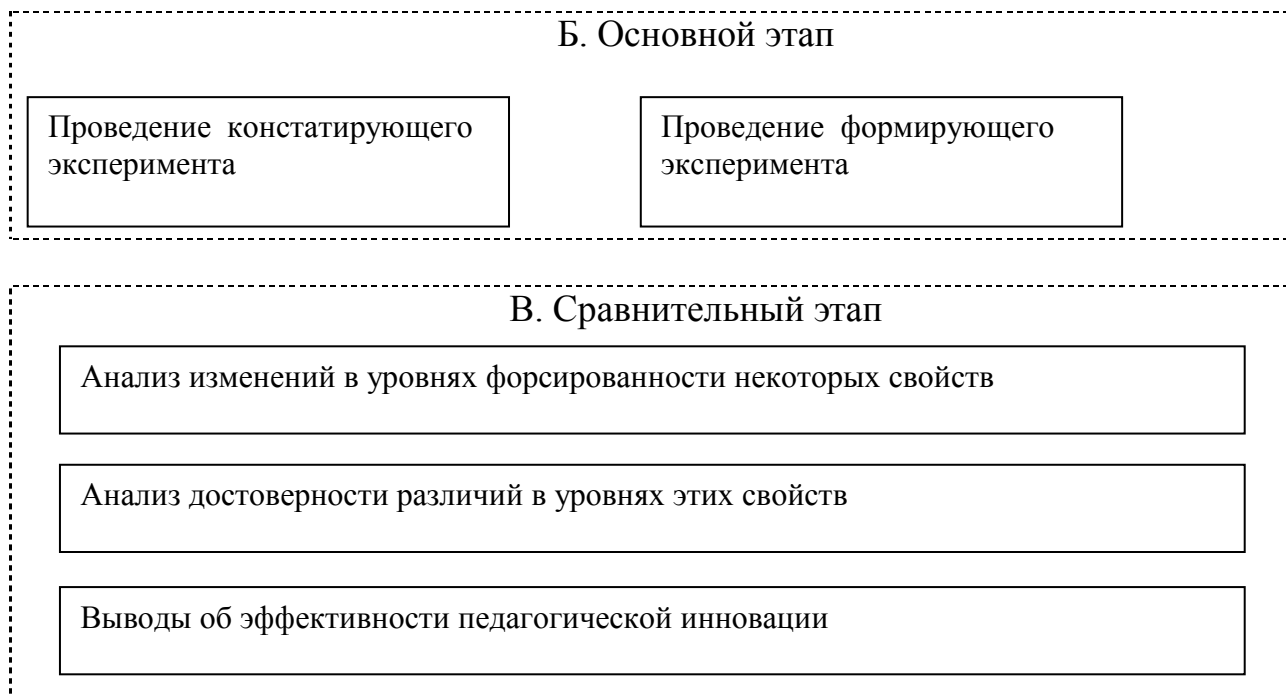 Б. Основной этап
Проведение констатирующего
эксперимента
Проведение формирующего
эксперимента
В. Сравнительный этап
Анализ изменений в уровнях форсированности некоторых свойств
Анализ достоверности различий в уровнях этих свойств
Выводы об эффективности педагогической инновации